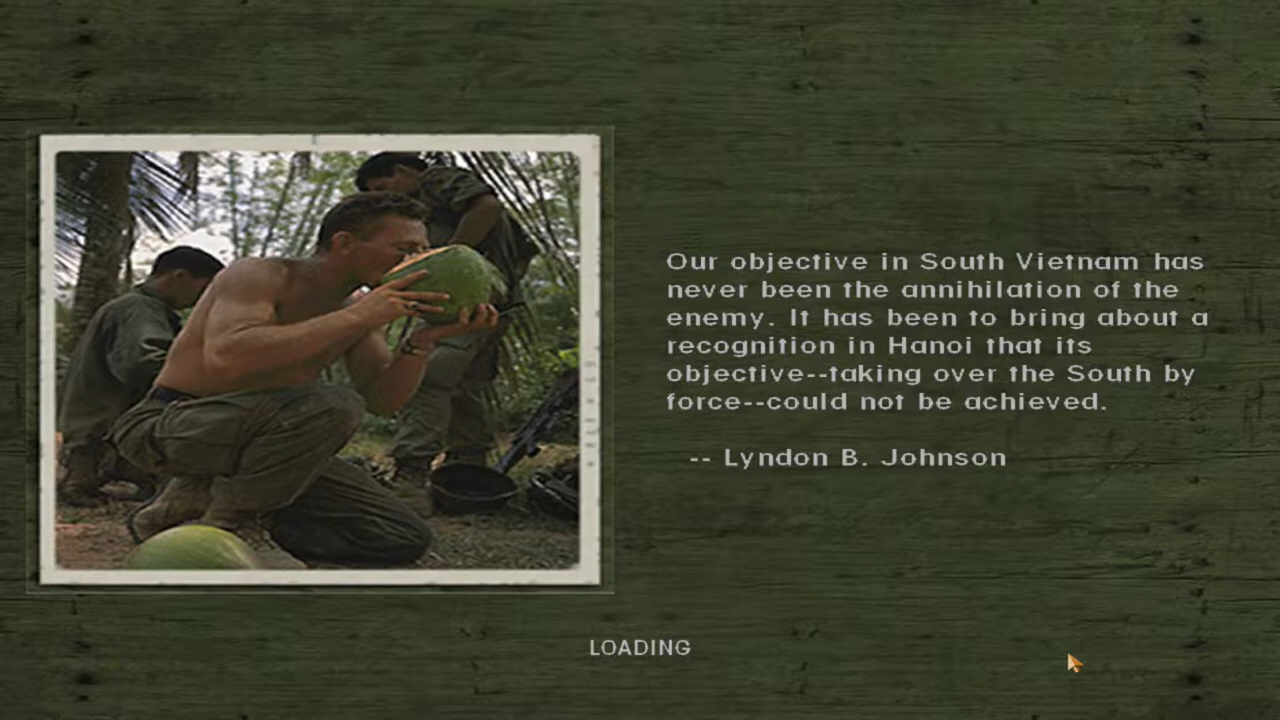 Our objective in South Vietnam has
never been the annihilation of the
enemy. It has been to bring about a
recognition in Hanoi that its
objective--taking over the South by
force--could not be achieved.
-- Lyndon B. Johnson
LOADING